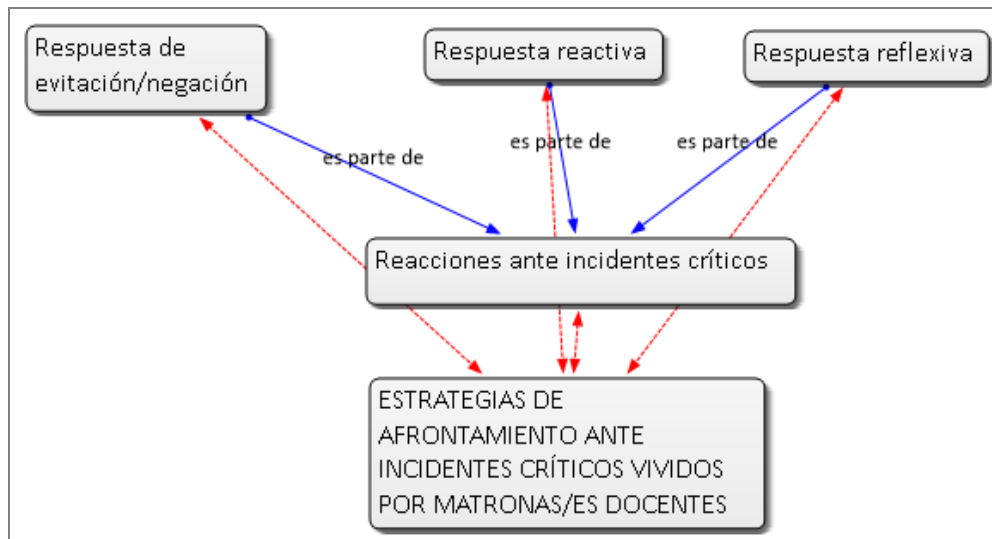 Respuesta de
evitación/negación
Respuesta reactiva
Respuesta reflexiva
es parte de
es parte de
es parte de
Reacciones ante incidentes críticos
ESTRATEGIAS DE
AFRONTAMIENTO ANTE
INCIDENTES CRÍTICOS VIVIDOS
POR MATRONAS/ES DOCENTES